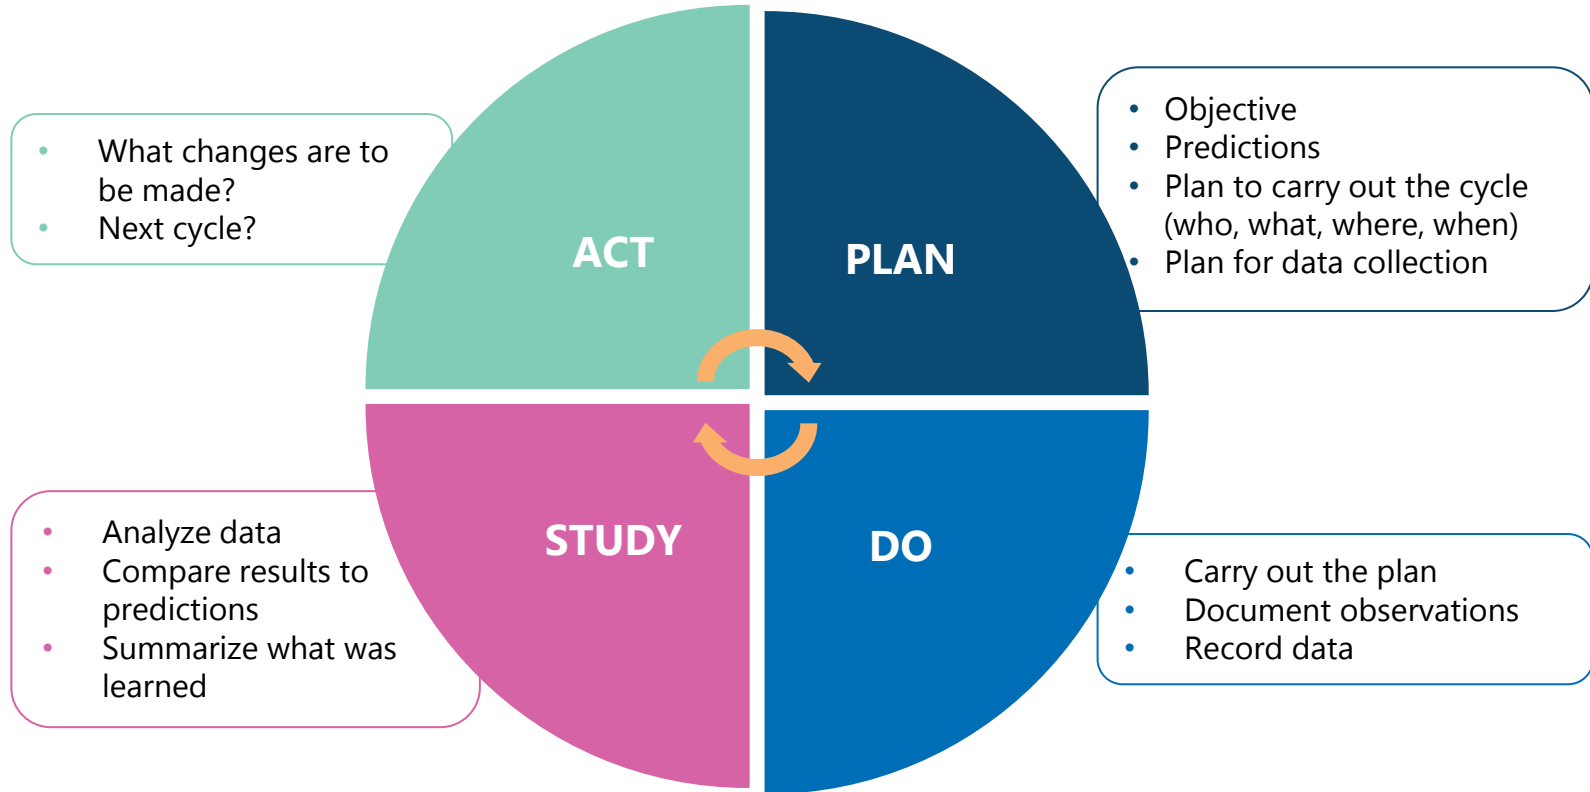 ACT
• What changes are to
be made?
• Next cycle?
PLAN
• Objective
• Predictions
• Plan to carry out the cycle
(who, what, where, when)
• Plan for data collection
STUDY
• Analyze data
• Compare results to
predictions
• Summarize what was
learned
DO
• Carry out the plan
• Document observations
• Record data